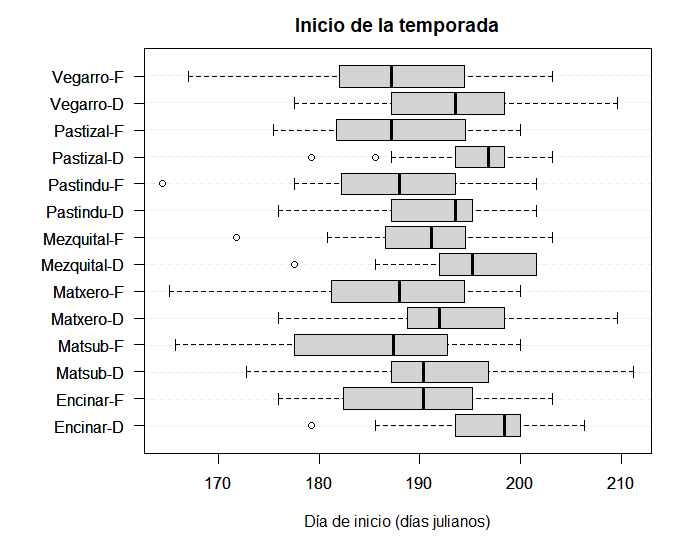 Inicio de la temporada
Vegarro-F
Vegarro-D
Pastizal-F
Pastizal-D
Pastindu-F
Pastindu-D
Mezquital-F
Mezquital-D
Matxero-F
Matxero-D
Matsub-F
Matsub-D
Encinar-F
Encinar-D
170 180 190 200 210
Día de inicio (días julianos)